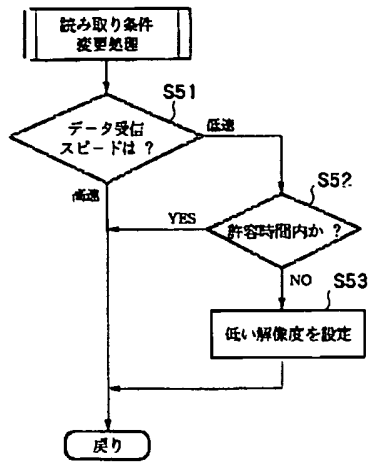 読み取り条件
変更処理
S51
データ受信
スピードは ?
低速
高速
S52
許容時間内か ?
YES
NO
S53
低い解像度を設定
戻り